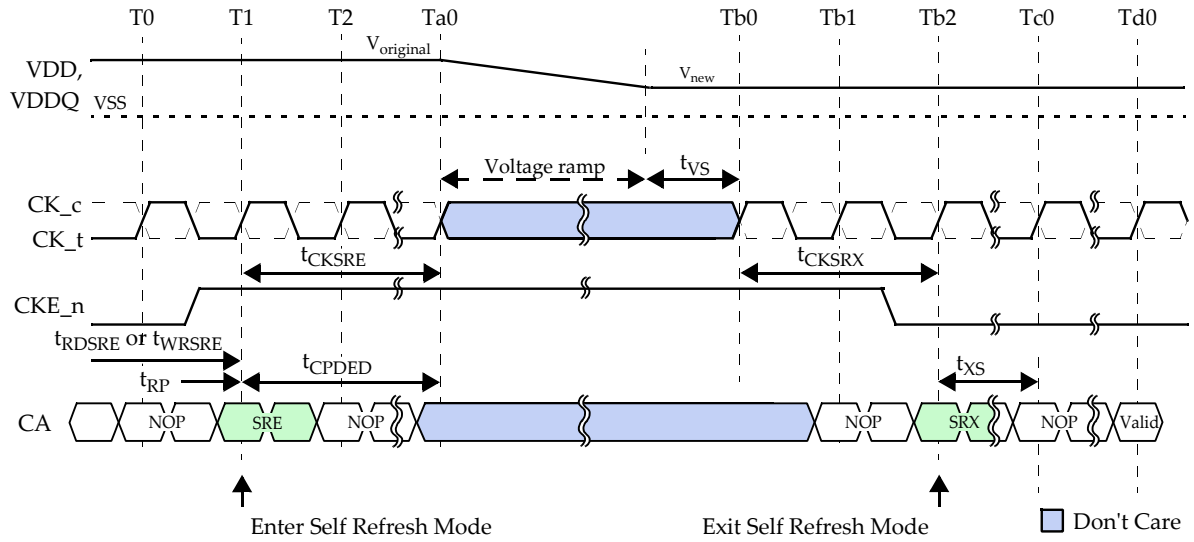 T0 T1 T2 Ta0 Tb0 Tb1 Tb2 Tc0 Td0
Voriginal
VDD,
VDDQ
VSS
Vnew
Voltage ramp
tVS
CK_c
CK_t
tCKSRE
tCKSRX
CKE_n
tRDSRE or tWRSRE
tRP
tCPDED
tXS
CA
NOP SRE NOP NOP SRX NOP Valid
Enter Self Refresh Mode
Exit Self Refresh Mode
Don't Care